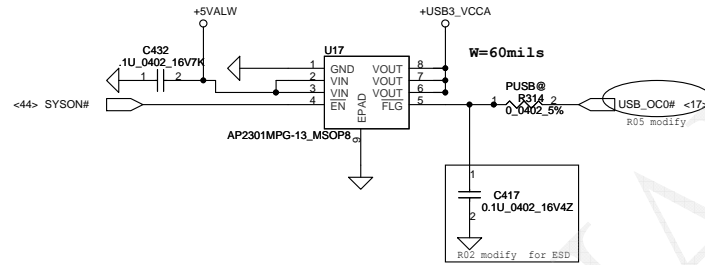 +5VALW
+USB3_VCCA
C432
.1U_0402_16V7K
1 2
U17
W=60mils
1 GND VOUT 8
2 VIN VOUT 7
3 VIN VOUT 6
4 EN FLG 5
EPAD
9
AP2301MPG-13_MSOP8
<44> SYSON#
PUSB@
R314
1 2
0_0402_5%
USB_OC0# <17>
R05 modify
1
C417
0.1U_0402_16V4Z
2
R02 modify for ESD